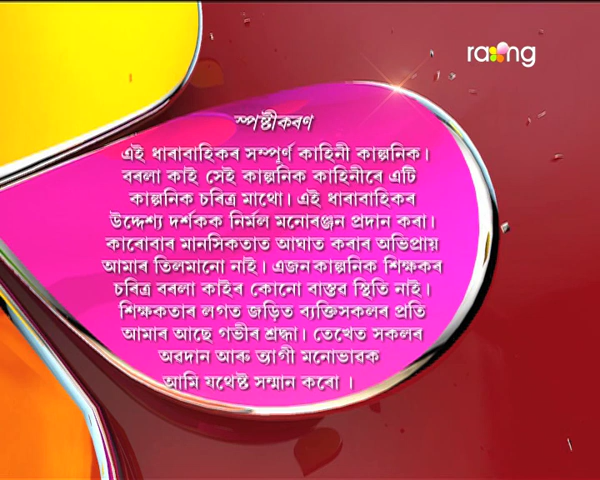 rang
স্পষ্টীকৰণ
এই ধাৰাবাহিকৰ সম্পূৰ্ণ কাহিনী কাল্পনিক।
বৰলা কাই সেই কাল্পনিক কাহিনীৰে এটি
কাল্পনিক চৰিত্ৰ মাথো। এই ধাৰাবাহিকৰ
উদ্দেশ্য দৰ্শকক নিৰ্মল মনোৰঞ্জন প্ৰদান কৰা।
কাৰোবাৰ মানসিকতাত আঘাত কৰাৰ অভিপ্ৰায়
আমাৰ তিলমানো নাই। এজন কাল্পনিক শিক্ষকৰ
চৰিত্ৰ বৰলা কাইৰ কোনো বাস্তৱ স্থিতি নাই।
শিক্ষকতাৰ লগত জড়িত ব্যক্তিসকলৰ প্ৰতি
আমাৰ আছে গভীৰ শ্ৰদ্ধা। তেখেত সকলৰ
অৱদান আৰু ত্যাগী মনোভাৱক
আমি যথেষ্ট সন্মান কৰো ।